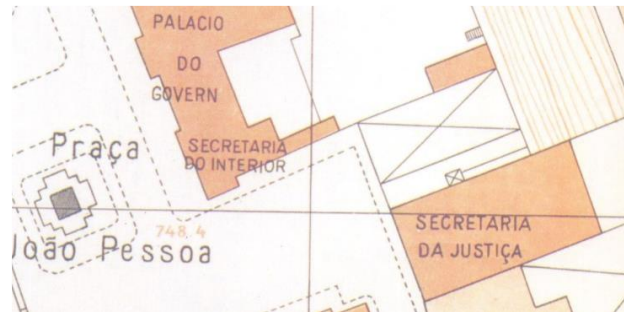 PALACIO
DO
GOVERN
SECRETARIA
DO INTERIOR
Praça
João Pessoa
748.4
SECRETARIA
DA JUSTIÇA